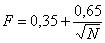 F = 0,35 + 0,65/√N